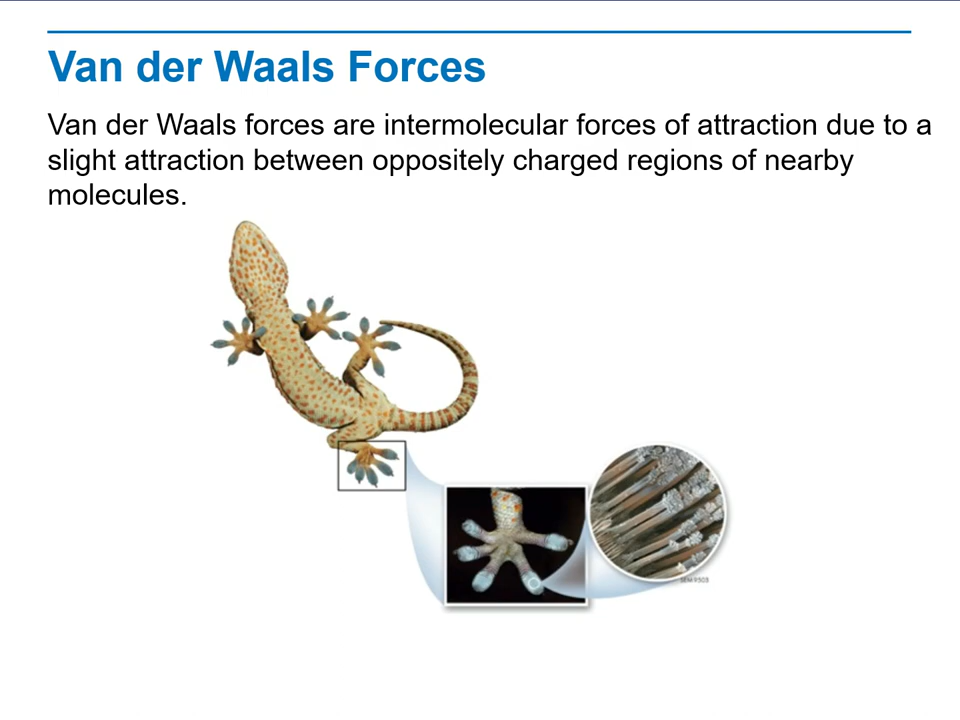 Van der Waals Forces
Van der Waals forces are intermolecular forces of attraction due to a
slight attraction between oppositely charged regions of nearby
molecules.